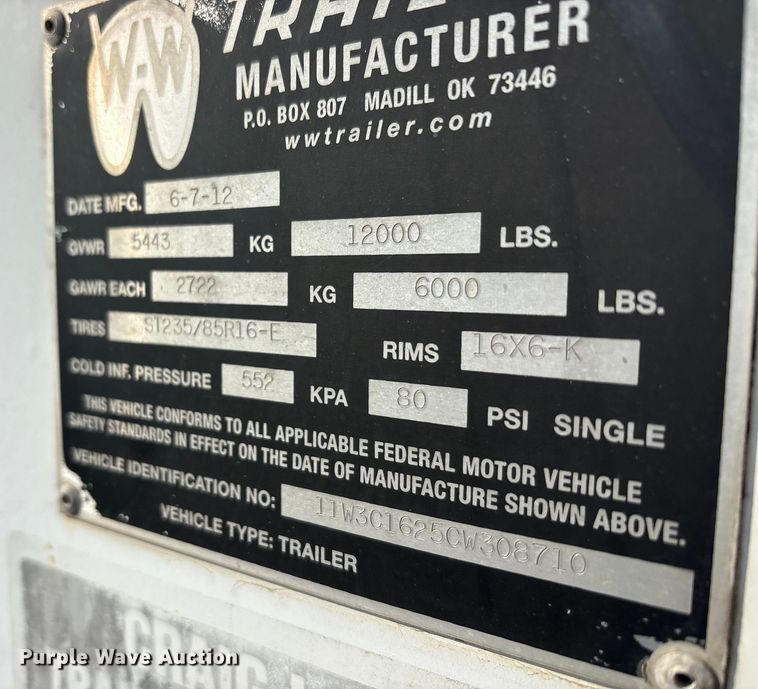 W-W
MANUFACTURER
P.O. BOX 807 MADILL OK 73446
wwtrailer.com
DATE MFG. 6-7-12
GVWR 5443 KG 12000 LBS.
GAWR EACH 2722 KG 6000 LBS.
TIRES ST235/85R16-E RIMS 16X6-K
COLD INF. PRESSURE 552 KPA 80 PSI SINGLE
THIS VEHICLE CONFORMS TO ALL APPLICABLE FEDERAL MOTOR VEHICLE
SAFETY STANDARDS IN EFFECT ON THE DATE OF MANUFACTURE SHOWN ABOVE.
VEHICLE IDENTIFICATION NO: 11W3C1625CW308710
VEHICLE TYPE: TRAILER
Purple Wave Auction